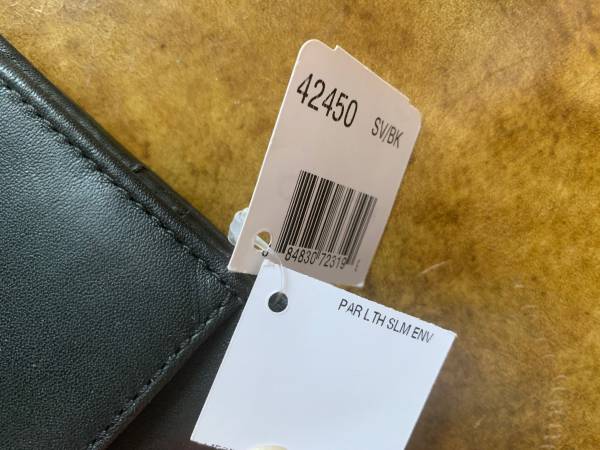 42450 SV/BK
84830 72319
PAR LTH SLM ENV